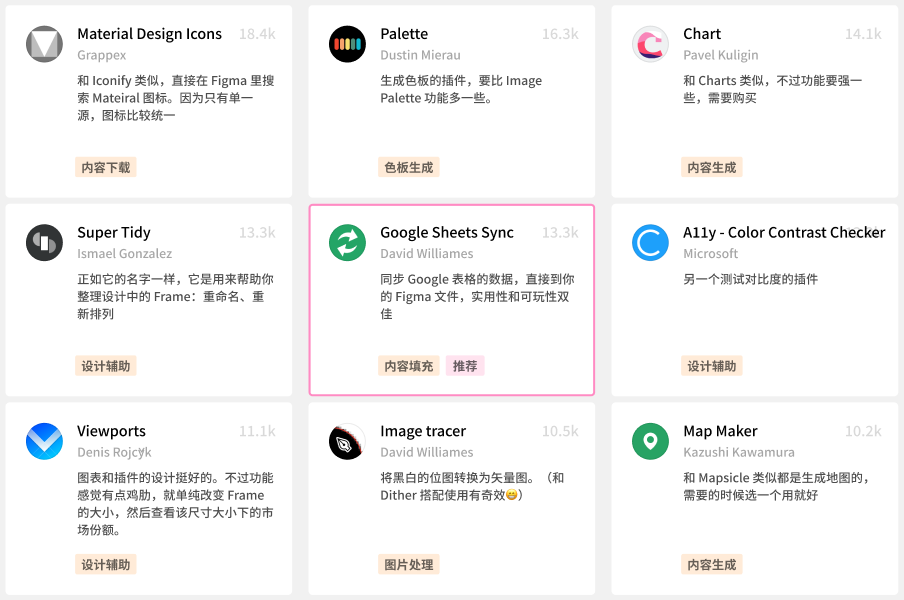 Material Design Icons 18.4k
Grappex
和 Iconify 类似，直接在 Figma 里搜
索 Mateiral 图标。因为只有单一
源，图标比较统一
内容下载
Palette 16.3k
Dustin Mierau
生成色板的插件，要比 Image
Palette 功能多一些。
色板生成
Chart 14.1k
Pavel Kuligin
和 Charts 类似，不过功能要强一
些，需要购买
内容生成
Super Tidy 13.3k
Ismael Gonzalez
正如它的名字一样，它是用来帮助你
整理设计中的 Frame：重命名、重
新排列
设计辅助
Google Sheets Sync 13.3k
David Williames
同步 Google 表格的数据，直接到你
的 Figma 文件，实用性和可玩性双
佳
内容填充 推荐
A11y - Color Contrast Checker
Microsoft
另一个测试对比度的插件
设计辅助
Viewports 11.1k
Denis Rojcyk
图表和插件的设计挺好的。不过功能
感觉有点鸡肋，就单纯改变 Frame
的大小，然后查看该尺寸大小下的市
场份额。
设计辅助
Image tracer 10.5k
David Williames
将黑白的位图转换为矢量图。（和
Dither 搭配使用有奇效😁）
图片处理
Map Maker 10.2k
Kazushi Kawamura
和 Mapsicle 类似都是生成地图的，
需要的时候选一个用就好
内容生成